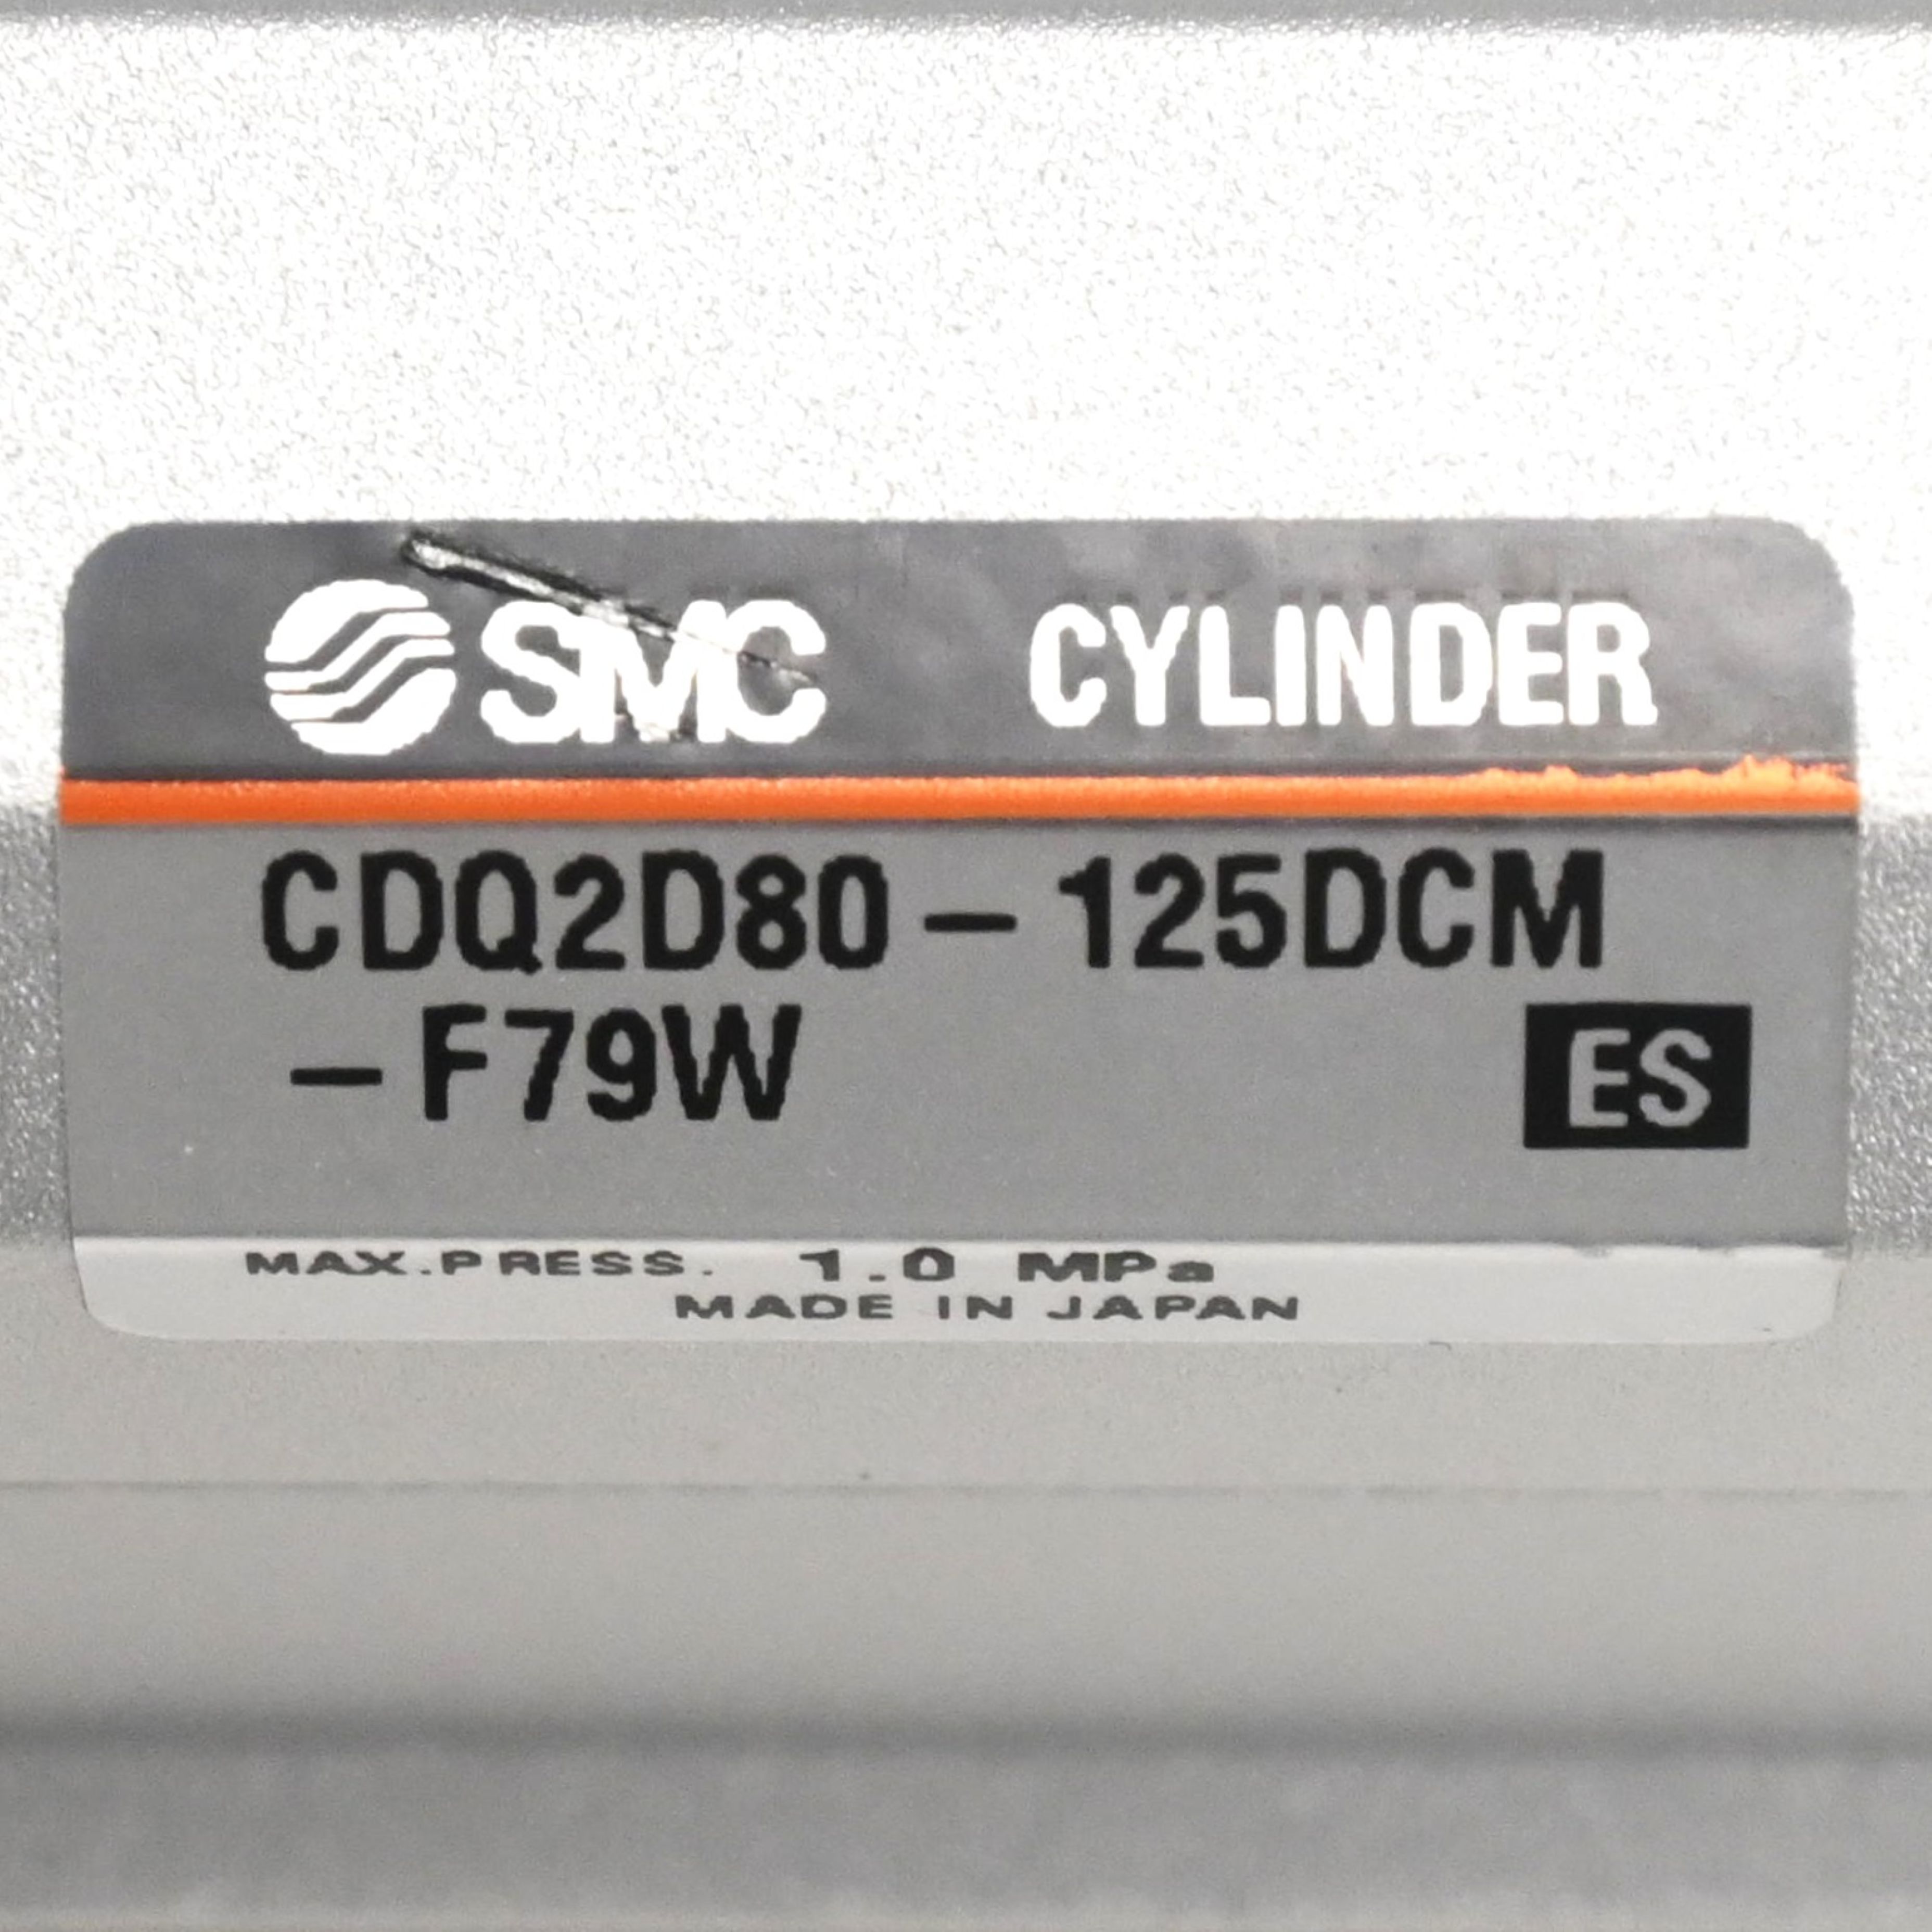 SMC CYLINDER
CDQ2D80-125DCM
-F79W ES
MAX.PRESS. 1.0 MPa
MADE IN JAPAN